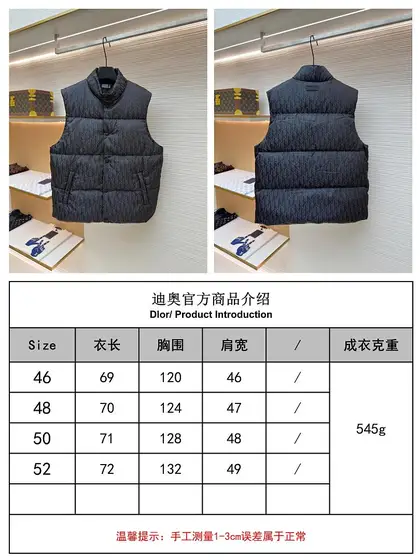 迪奥官方商品介绍
DIor/ Product Introduction
Size 衣长 胸围 肩宽 / 成衣克重
46 69 120 46 /
48 70 124 47 /
50 71 128 48 /
52 72 132 49 /
545g
温馨提示：手工测量1-3cm误差属于正常